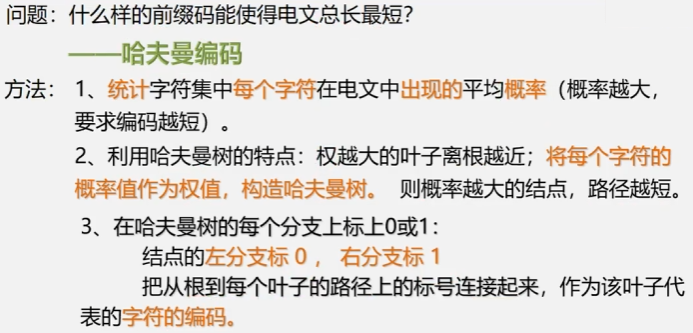 问题：什么样的前缀码能使得电文总长最短？
——哈夫曼编码
方法：1、统计字符集中每个字符在电文中出现的平均概率（概率越大，
要求编码越短）。
2、利用哈夫曼树的特点：权越大的叶子离根越近；将每个字符的
概率值作为权值，构造哈夫曼树。则概率越大的结点，路径越短。
3、在哈夫曼树的每个分支上标上0或1：
结点的左分支标 0 ， 右分支标 1
把从根到每个叶子的路径上的标号连接起来，作为该叶子代
表的字符的编码。